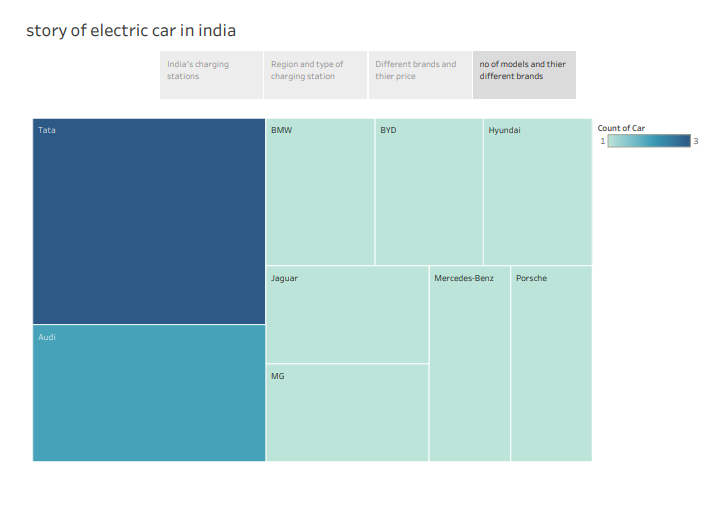 story of electric car in india
India's charging
stations
Region and type of
charging station
Different brands and
thier price
no of models and thier
different brands
Tata
BMW
BYD
Hyundai
Count of Car
1 3
Jaguar
Mercedes-Benz
Porsche
Audi
MG